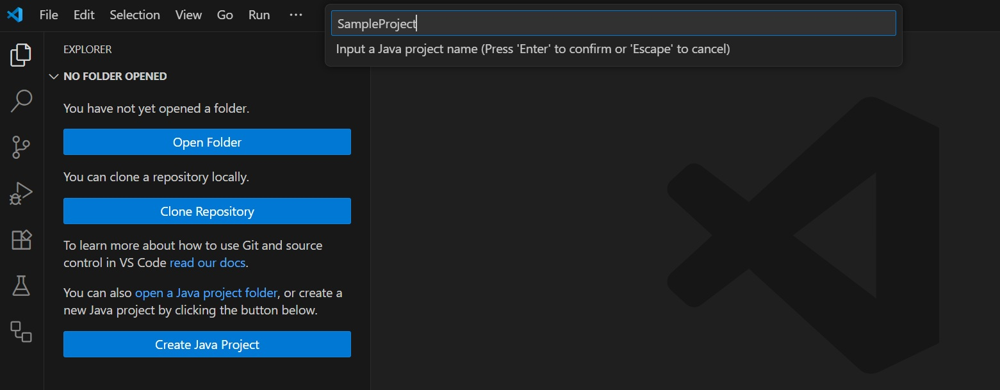 File Edit Selection View Go Run ···
SampleProject
Input a Java project name (Press 'Enter' to confirm or 'Escape' to cancel)
EXPLORER
NO FOLDER OPENED
You have not yet opened a folder.
Open Folder
You can clone a repository locally.
Clone Repository
To learn more about how to use Git and source
control in VS Code read our docs.
You can also open a Java project folder, or create a
new Java project by clicking the button below.
Create Java Project